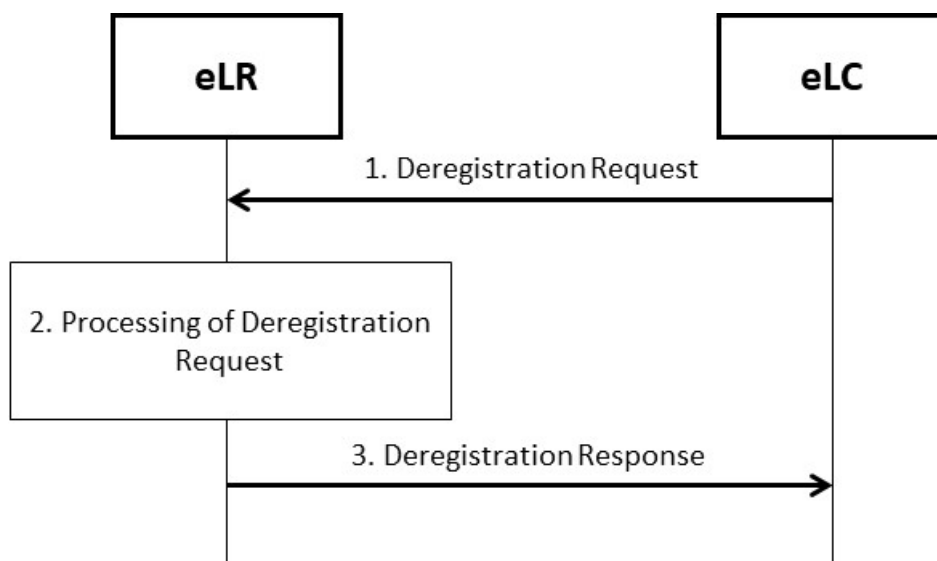 eLR
eLC
1. Deregistration Request
2. Processing of Deregistration
Request
3. Deregistration Response